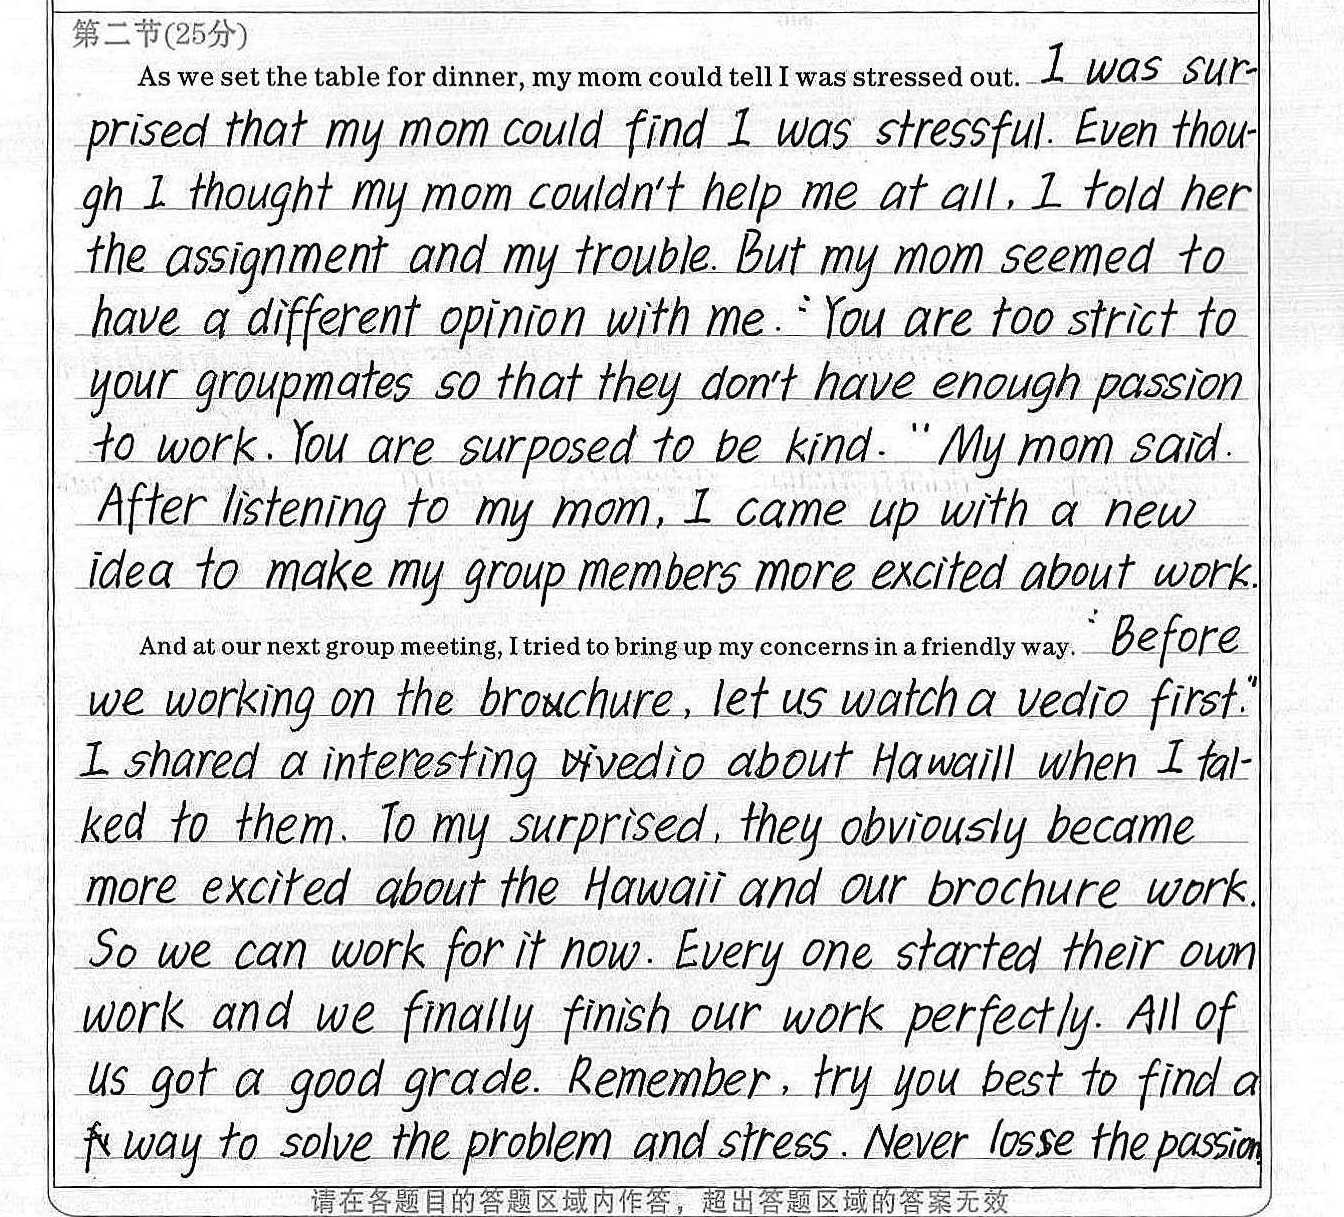 第二节(25分)
As we set the table for dinner, my mom could tell I was stressed out. I was sur-
prised that my mom could find I was stressful. Even thou-
gh I thought my mom couldn't help me at all, I told her
the assignment and my trouble. But my mom seemed to
have a different opinion with me. "You are too strict to
your groupmates so that they don't have enough passion
to work. You are surposed to be kind. " My mom said.
After listening to my mom, I came up with a new
idea to make my group members more excited about work.
And at our next group meeting, I tried to bring up my concerns in a friendly way. "Before
we working on the brouchure, let us watch a vedio first."
I shared a interesting vedio about Hawaill when I tal-
ked to them. To my surprised, they obviously became
more excited about the Hawaii and our brochure work.
So we can work for it now. Every one started their own
work and we finally finish our work perfectly. All of
us got a good grade. Remember, try you best to find a
way to solve the problem and stress. Never losse the passion
请在各题目的答题区域内作答，超出答题区域的答案无效